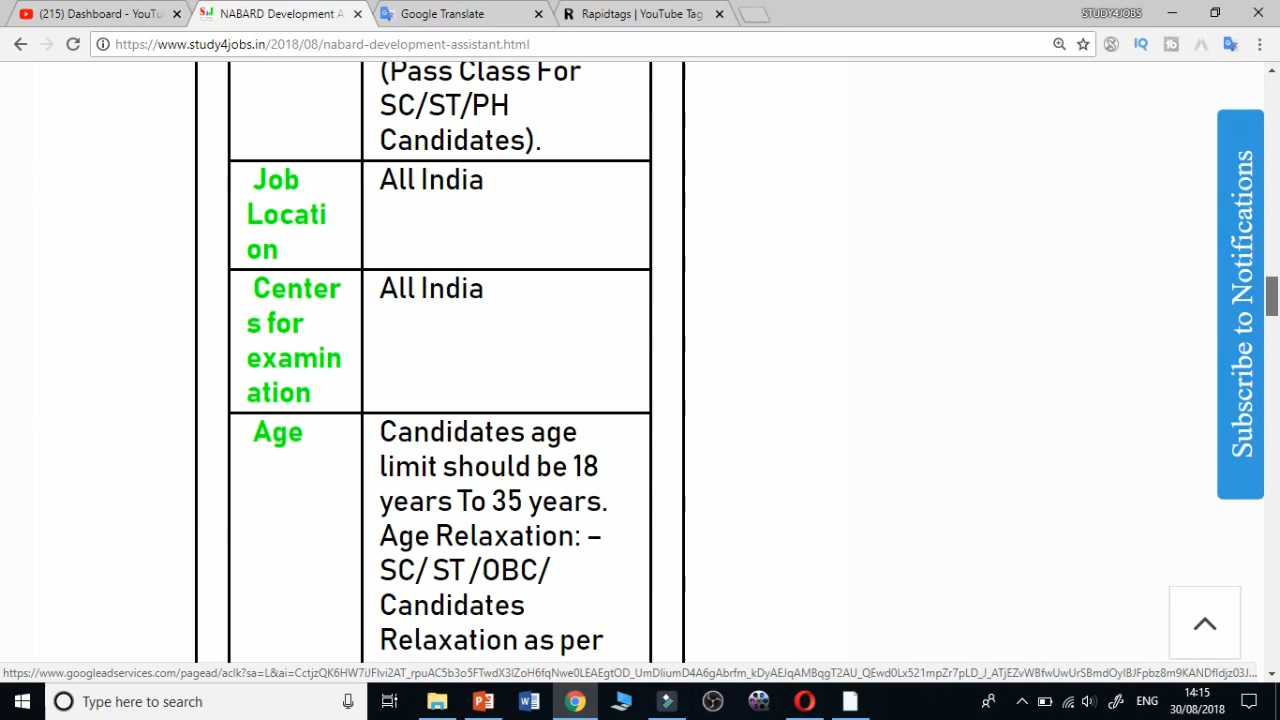 (215) Dashboard - YouTu
NABARD Development A
Google Translate
Rapidtags | YouTube Tag
STUDY4JOBS
https://www.study4jobs.in/2018/08/nabard-development-assistant.html
(Pass Class For
SC/ST/PH
Candidates).
Job
Locati
on
All India
Center
s for
examin
ation
All India
Age
Candidates age
limit should be 18
years To 35 years.
Age Relaxation: –
SC/ ST /OBC/
Candidates
Relaxation as per
Subscribe to Notifications
Type here to search
ENG
14:15
30/08/2018